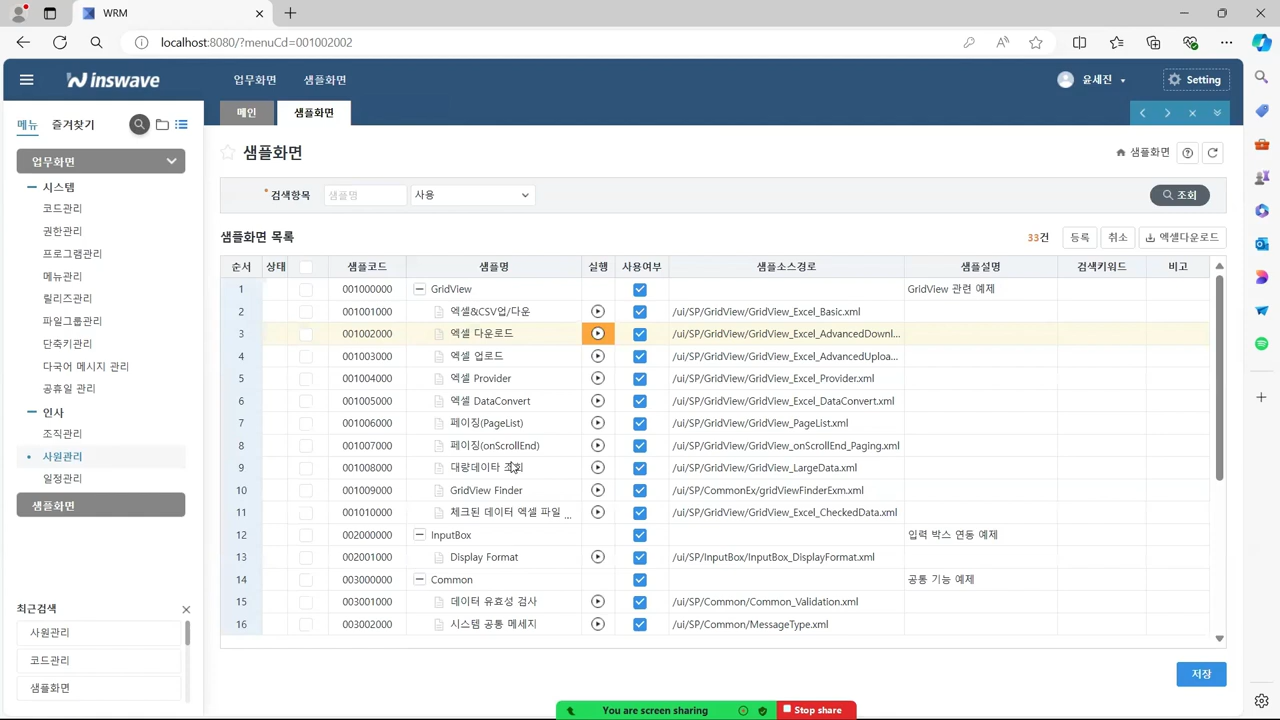 WRM
localhost:8080/?menuCd=001002002
inswave
업무화면 샘플화면
윤세진
Setting
메뉴 즐겨찾기
메인 샘플화면
업무화면
시스템
코드관리
권한관리
프로그램관리
메뉴관리
릴리즈관리
파일그룹관리
단축키관리
다국어 메시지 관리
공휴일 관리
인사
조직관리
사원관리
일정관리
샘플화면
최근검색
사원관리
코드관리
샘플화면
샘플화면
샘플화면
* 검색항목 샘플명 사용 조회
샘플화면 목록
33건 등록 취소 엑셀다운로드
순서 상태 샘플코드 샘플명 실행 사용여부 샘플소스경로 샘플설명 검색키워드 비고
1 001000000 GridView GridView 관련 예제
2 001001000 엑셀&CSV업/다운 /ui/SP/GridView/GridView_Excel_Basic.xml
3 001002000 엑셀 다운로드 /ui/SP/GridView/GridView_Excel_AdvancedDownl...
4 001003000 엑셀 업로드 /ui/SP/GridView/GridView_Excel_AdvancedUploa...
5 001004000 엑셀 Provider /ui/SP/GridView/GridView_Excel_Provider.xml
6 001005000 엑셀 DataConvert /ui/SP/GridView/GridView_Excel_DataConvert.xml
7 001006000 페이징(PageList) /ui/SP/GridView/GridView_PageList.xml
8 001007000 페이징(onScrollEnd) /ui/SP/GridView/GridView_onScrollEnd_Paging.xml
9 001008000 대량데이타 조회 /ui/SP/GridView/GridView_LargeData.xml
10 001009000 GridView Finder /ui/SP/CommonEx/gridViewFinderExm.xml
11 001010000 체크된 데이터 엑셀 파일 ... /ui/SP/GridView/GridView_Excel_CheckedData.xml
12 002000000 InputBox 입력 박스 연동 예제
13 002001000 Display Format /ui/SP/InputBox/InputBox_DisplayFormat.xml
14 003000000 Common 공통 기능 예제
15 003001000 데이터 유효성 검사 /ui/SP/Common/Common_Validation.xml
16 003002000 시스템 공통 메세지 /ui/SP/Common/MessageType.xml
저장
You are screen sharing Stop share